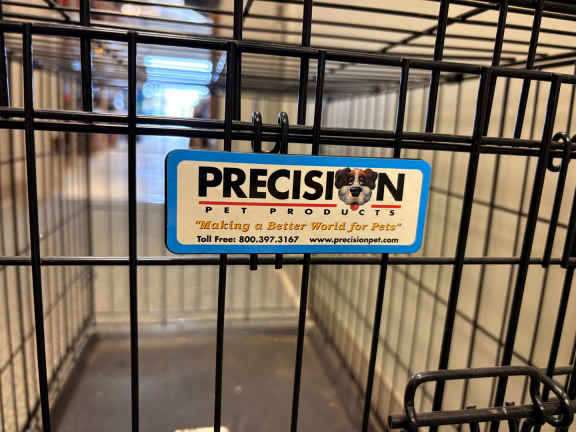 PRECISION
PET PRODUCTS
"Making a Better World for Pets"
Toll Free: 800.397.3167 www.precisionpet.com